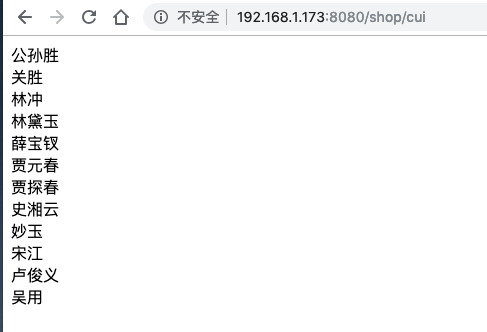 不安全 192.168.1.173:8080/shop/cui
公孙胜
关胜
林冲
林黛玉
薛宝钗
贾元春
贾探春
史湘云
妙玉
宋江
卢俊义
吴用